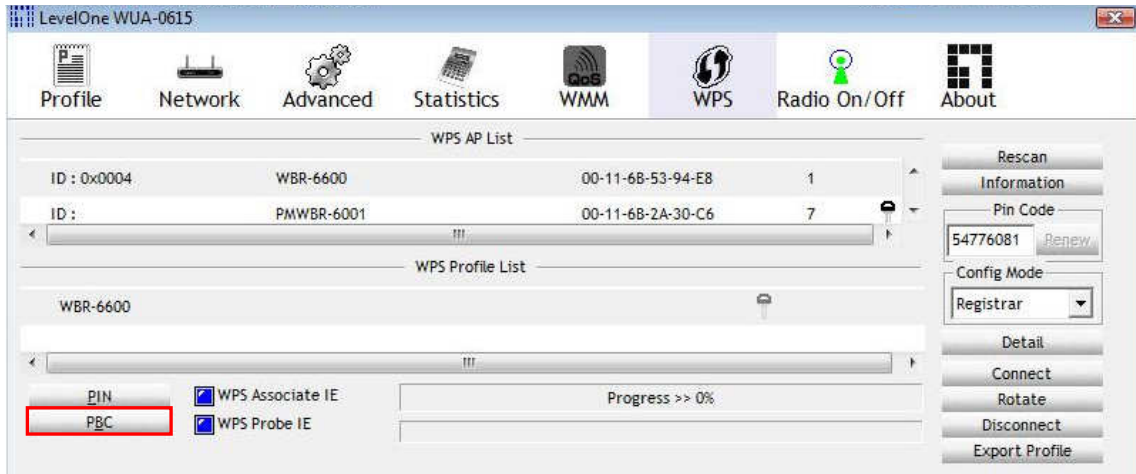 LevelOne WUA-0615
Profile Network Advanced Statistics WMM WPS Radio On/Off About
QoS
WPS AP List
ID : 0x0004 WBR-6600 00-11-6B-53-94-E8 1
ID : PMWBR-6001 00-11-6B-2A-30-C6 7
WPS Profile List
WBR-6600
PIN
PBC
WPS Associate IE
WPS Probe IE
Progress >> 0%
Rescan
Information
Pin Code
54776081 Renew
Config Mode
Registrar
Detail
Connect
Rotate
Disconnect
Export Profile